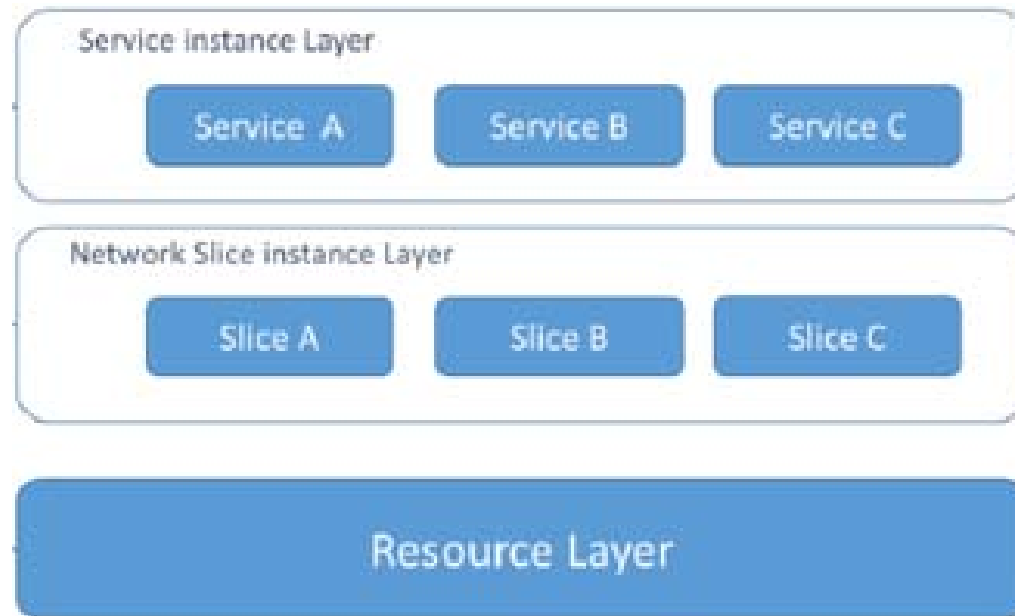 Service instance Layer
Service A
Service B
Service C
Network Slice instance Layer
Slice A
Slice B
Slice C
Resource Layer